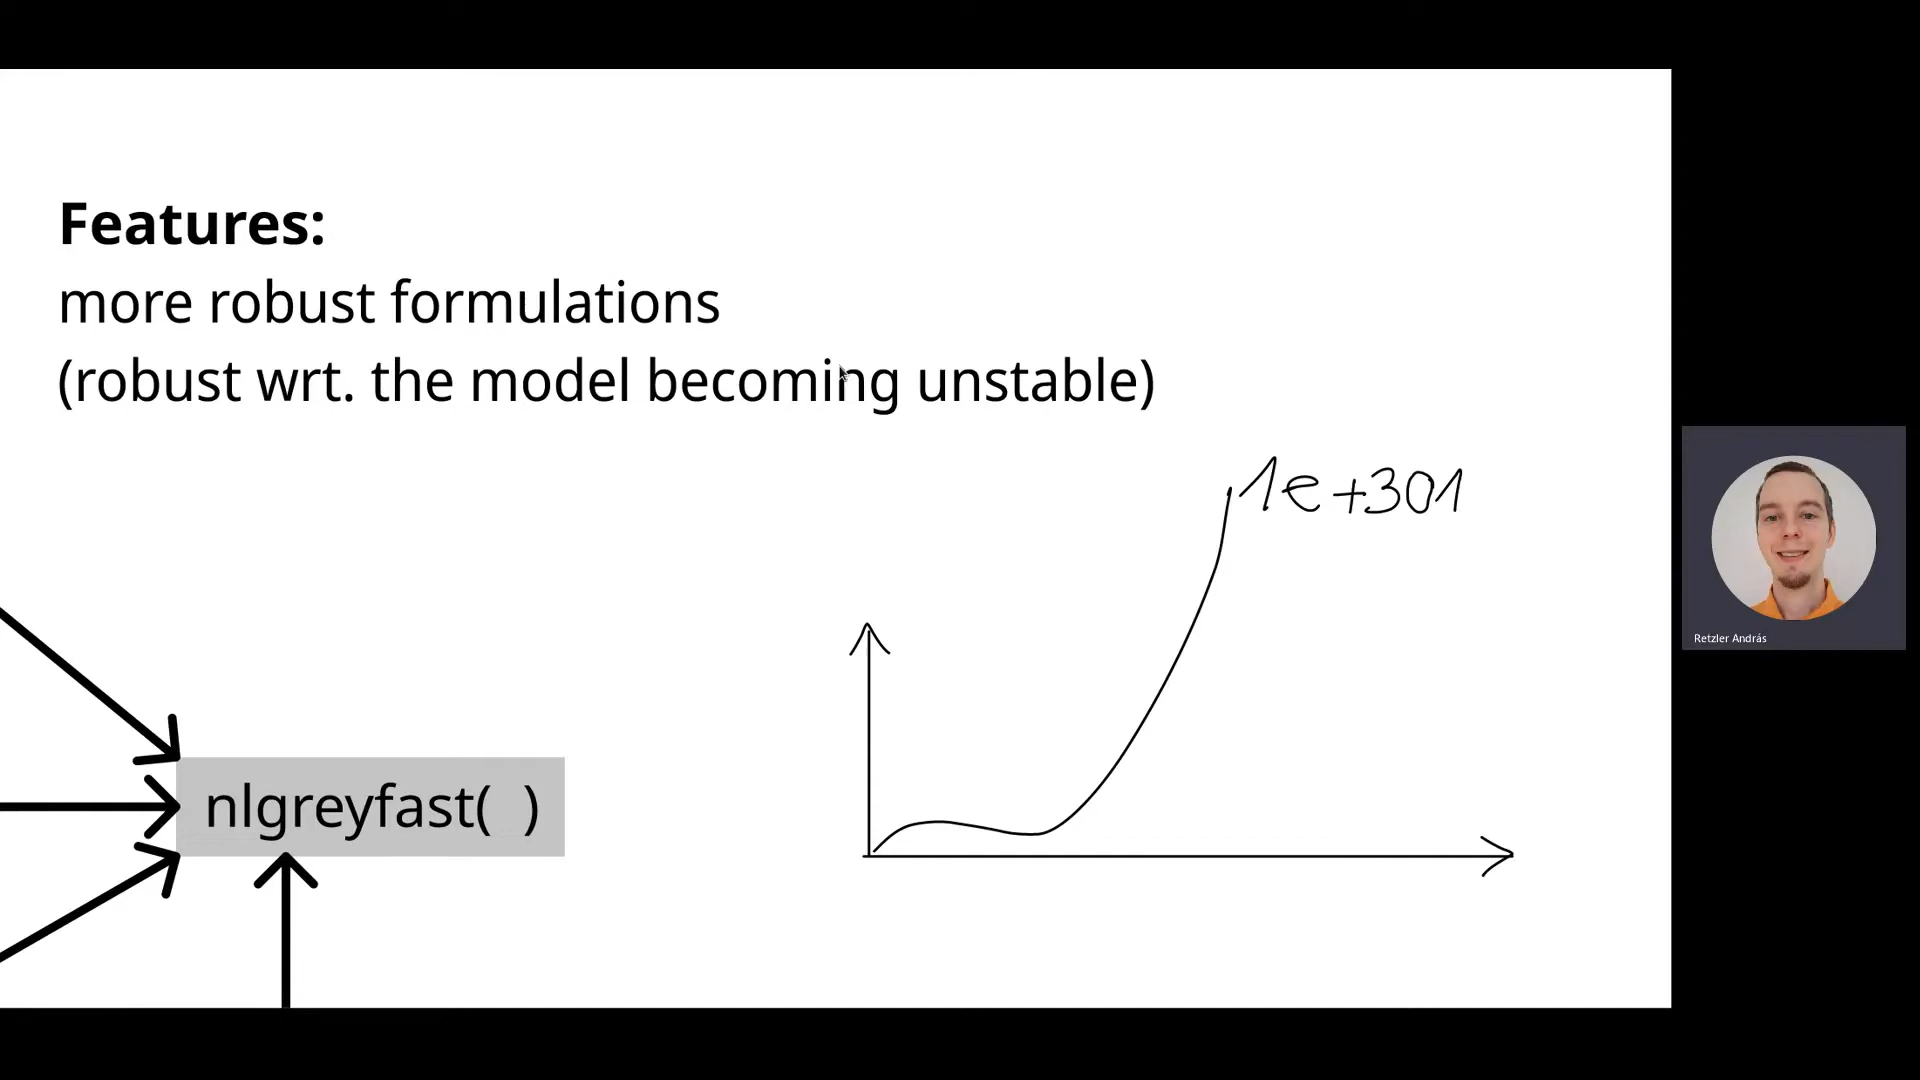 Features:
more robust formulations
(robust wrt. the model becoming unstable)
1e+301
nlgreyfast( )
Retzler András